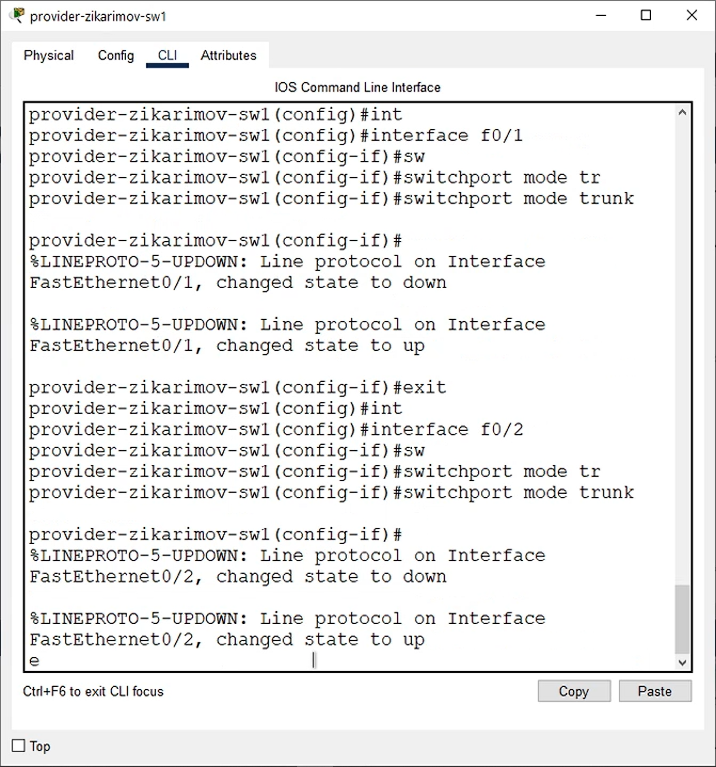 provider-zikarimov-sw1
Physical Config CLI Attributes
IOS Command Line Interface
provider-zikarimov-sw1(config)#int
provider-zikarimov-sw1(config)#interface f0/1
provider-zikarimov-sw1(config-if)#sw
provider-zikarimov-sw1(config-if)#switchport mode tr
provider-zikarimov-sw1(config-if)#switchport mode trunk
provider-zikarimov-sw1(config-if)#
%LINEPROTO-5-UPDOWN: Line protocol on Interface
FastEthernet0/1, changed state to down
%LINEPROTO-5-UPDOWN: Line protocol on Interface
FastEthernet0/1, changed state to up
provider-zikarimov-sw1(config-if)#exit
provider-zikarimov-sw1(config)#int
provider-zikarimov-sw1(config)#interface f0/2
provider-zikarimov-sw1(config-if)#sw
provider-zikarimov-sw1(config-if)#switchport mode tr
provider-zikarimov-sw1(config-if)#switchport mode trunk
provider-zikarimov-sw1(config-if)#
%LINEPROTO-5-UPDOWN: Line protocol on Interface
FastEthernet0/2, changed state to down
%LINEPROTO-5-UPDOWN: Line protocol on Interface
FastEthernet0/2, changed state to up
e
Ctrl+F6 to exit CLI focus
Copy Paste
Top